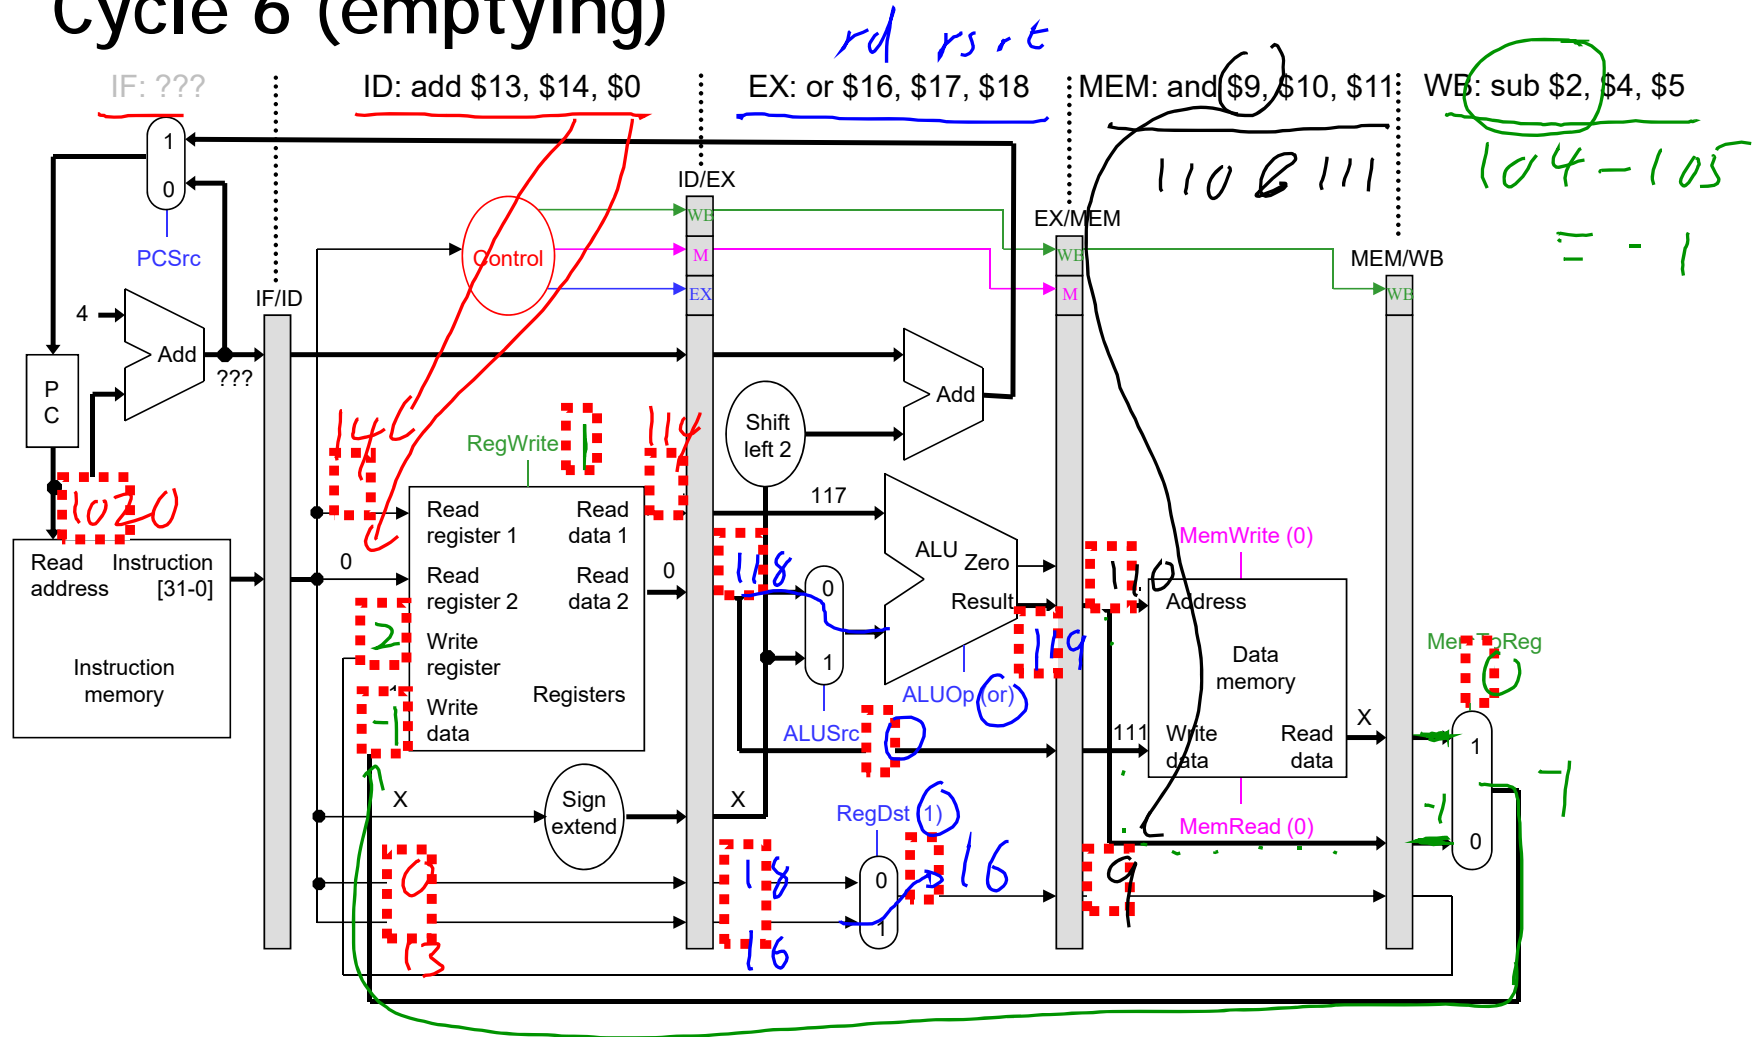 Cycle 6 (emptying)
rd rs rt
IF: ???
ID: add $13, $14, $0
EX: or $16, $17, $18
MEM: and $9, $10, $11
WB: sub $2, $4, $5
110 & 111
104 - 105
= -1
1
0
PCSrc
ID/EX
WB
M
EX
Control
EX/MEM
WB
M
MEM/WB
WB
IF/ID
4
Add
???
P
C
Add
Shift
left 2
14
RegWrite
1
114
1020
117
Read
address
Instruction
[31-0]
Instruction
memory
0
Read
register 1
Read
data 1
Read
register 2
Read
data 2
0
2
Write
register
-1
Write
data
Registers
118
0
1
ALU
Zero
Result
119
ALUOp (or)
ALUSrc
0
110
MemWrite (0)
Address
Data
memory
111
Write
data
Read
data
X
MemRead (0)
MemToReg
0
1
0
-1
-1
X
Sign
extend
X
RegDst (1)
0
13
18
16
0
1
16
9